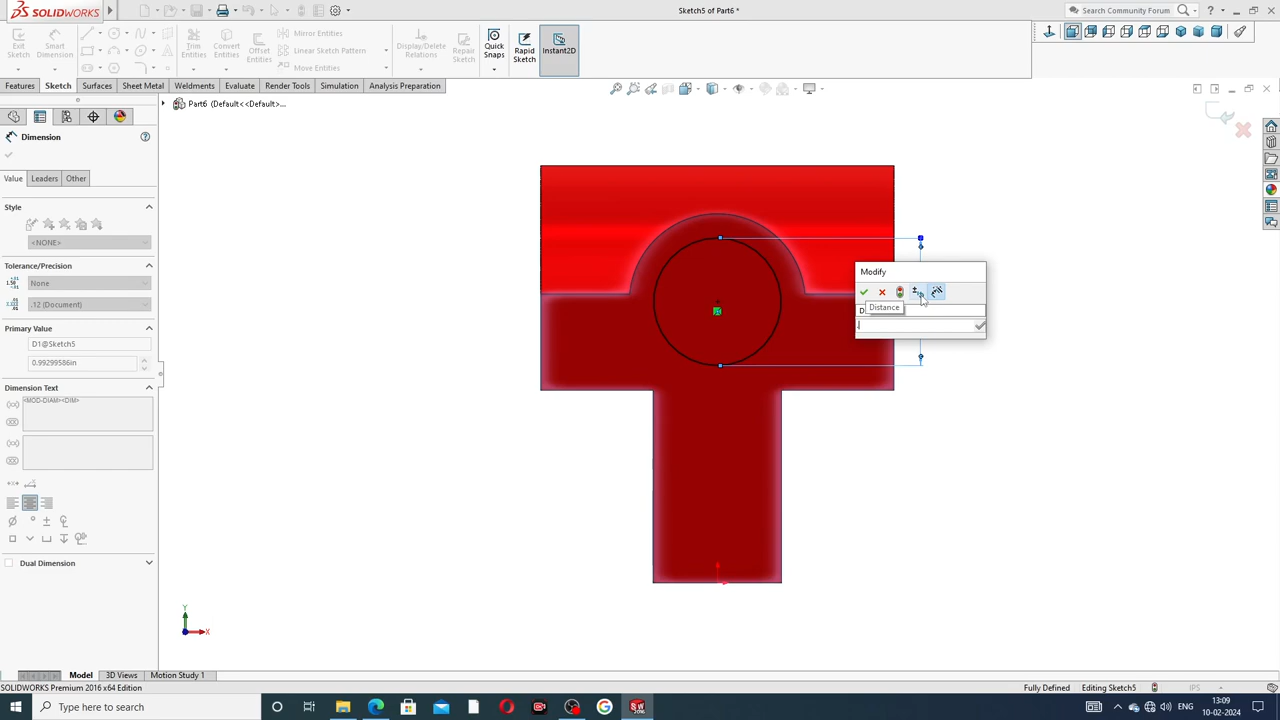 SOLIDWORKS
Sketch5 of Part6 *
Search Community Forum
Exit
Sketch
Smart
Dimension
Trim
Entities
Convert
Entities
Offset
Entities
Mirror Entities
Linear Sketch Pattern
Move Entities
Display/Delete
Relations
Repair
Sketch
Quick
Snaps
Rapid
Sketch
Instant2D
Features
Sketch
Surfaces
Sheet Metal
Weldments
Evaluate
Render Tools
Simulation
Analysis Preparation
Part6 (Default<<Default>...
Dimension
Value
Leaders
Other
Style
<NONE>
Tolerance/Precision
None
.12 (Document)
Primary Value
D1@Sketch5
0.99299586in
Dimension Text
<MOD-DIAM><DIM>
Dual Dimension
Modify
D
Distance
.
Y
X
Model
3D Views
Motion Study 1
SOLIDWORKS Premium 2016 x64 Edition
Fully Defined
Editing Sketch5
IPS
Type here to search
ENG
13:09
10-02-2024